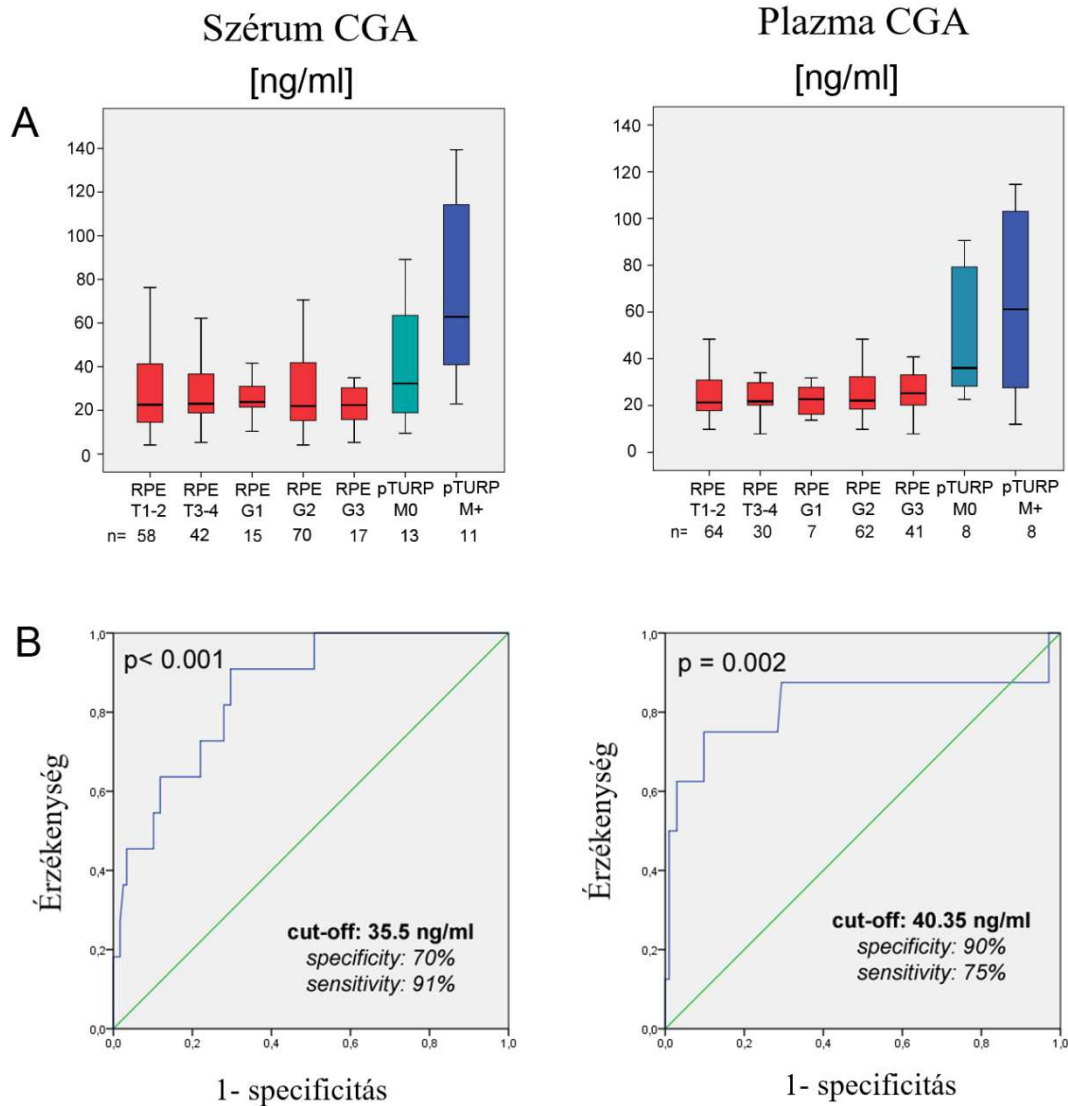 Szérum CGA
[ng/ml]
Plazma CGA
[ng/ml]
A
140
120
100
80
60
40
20
0
RPE RPE RPE RPE RPE pTURP pTURP
T1-2 T3-4 G1 G2 G3 M0 M+
n= 58 42 15 70 17 13 11
140
120
100
80
60
40
20
0
RPE RPE RPE RPE RPE pTURP pTURP
T1-2 T3-4 G1 G2 G3 M0 M+
n= 64 30 7 62 41 8 8
B
p< 0.001
Érzékenység
1,0
0,8
0,6
0,4
0,2
0,0
cut-off: 35.5 ng/ml
specificity: 70%
sensitivity: 91%
0,0 0,2 0,4 0,6 0,8 1,0
1- specificitás
p = 0.002
Érzékenység
1,0
0,8
0,6
0,4
0,2
0,0
cut-off: 40.35 ng/ml
specificity: 90%
sensitivity: 75%
0,0 0,2 0,4 0,6 0,8 1,0
1- specificitás